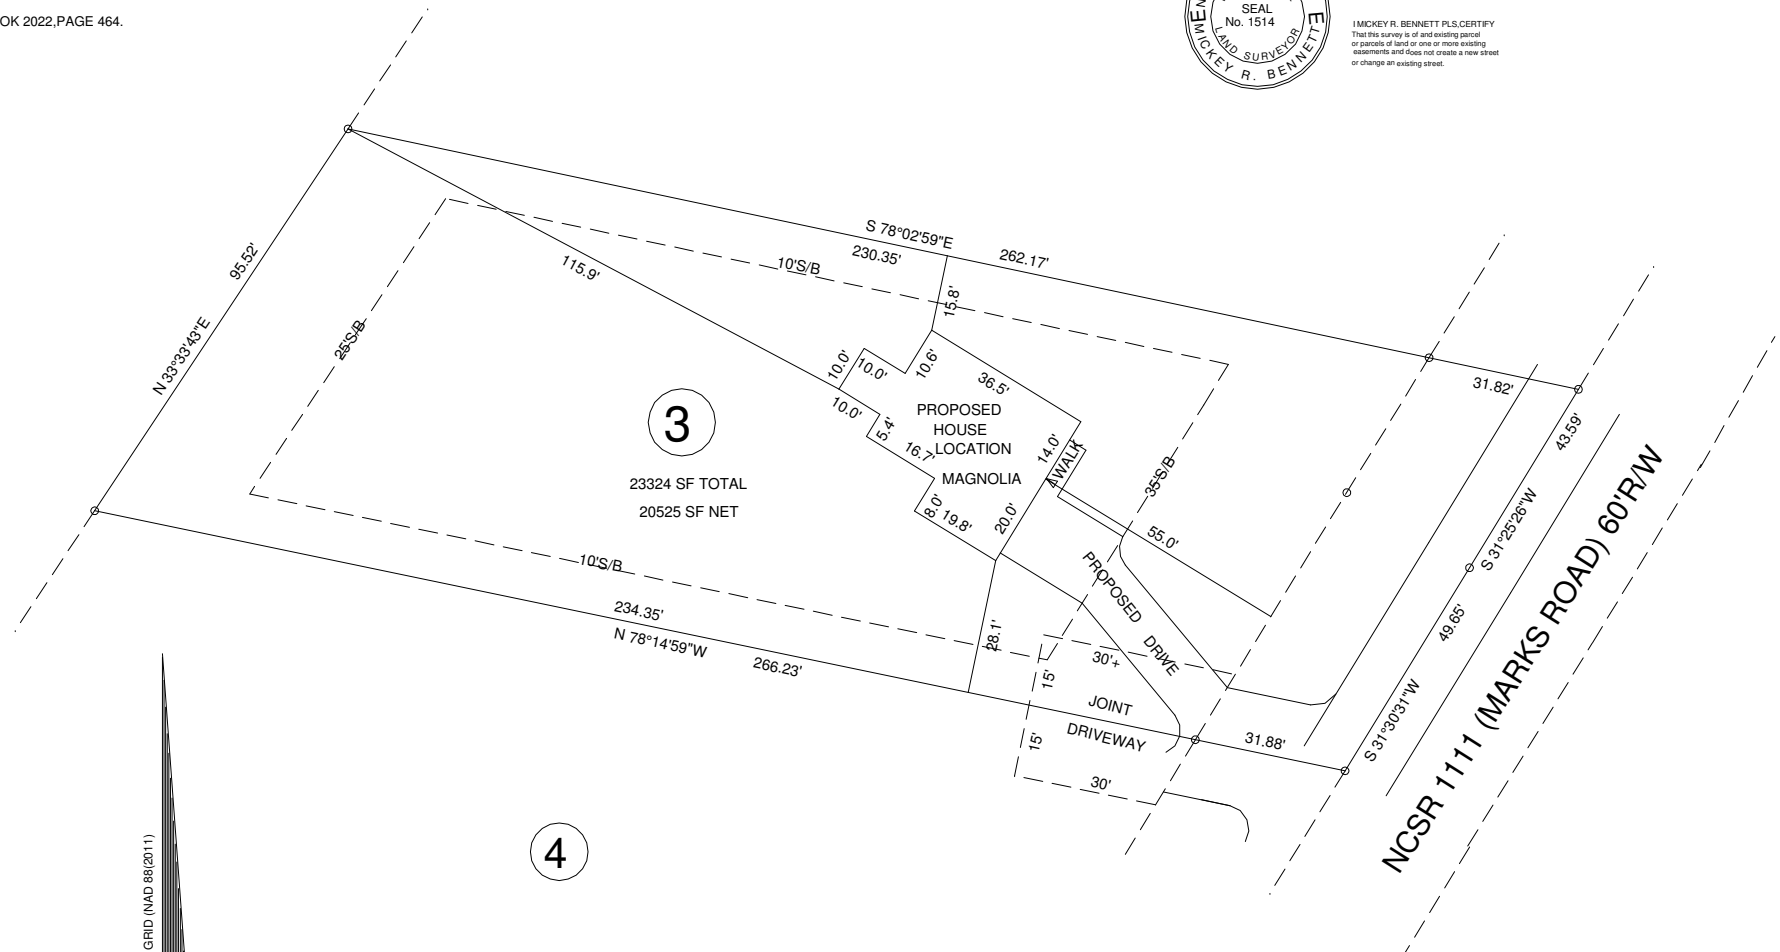 OK 2022,PAGE 464.
SEAL
No. 1514
LAND SURVEYOR
MICKEY R. BENNETT
I MICKEY R. BENNETT PLS,CERTIFY
That this survey is of and existing parcel
or parcels of land or one or more existing
easements and does not create a new street
or change an existing street.
S 78°02'59"E
230.35'
262.17'
10'S/B
115.9'
95.52'
N 33°33'43"E
25'S/B
15.8'
10.0'
10.0'
10.6'
36.5'
31.82'
10.0'
5.4'
16.7'
8.0'
19.8'
20.0'
14.0'
WALK
PROPOSED
HOUSE
LOCATION
MAGNOLIA
3
23324 SF TOTAL
20525 SF NET
35'S/B
55.0'
43.59'
S 31°25'26"W
49.65'
S 31°30'31"W
NCSR 1111 (MARKS ROAD) 60'R/W
PROPOSED DRIVE
10'S/B
234.35'
N 78°14'59"W
266.23'
28.1'
30'+
15'
JOINT
DRIVEWAY
15'
31.88'
30'
4
GRID (NAD 88(2011)